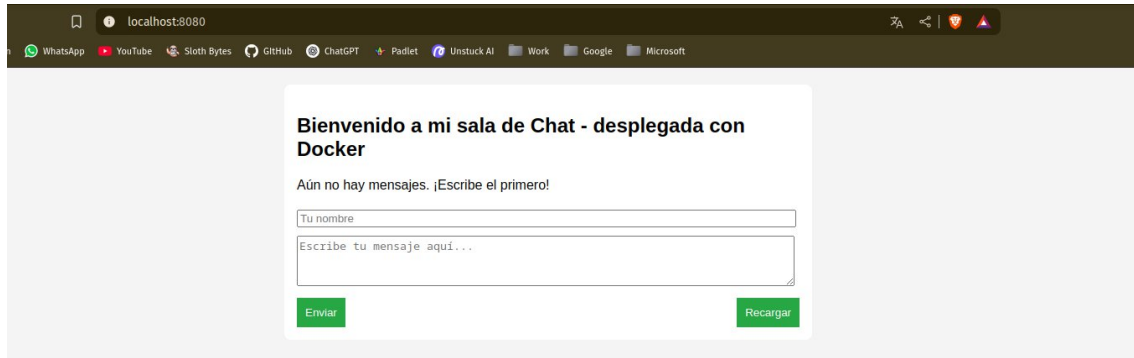 localhost:8080
n WhatsApp YouTube Sloth Bytes GitHub ChatGPT Padlet Unstuck AI Work Google Microsoft
Bienvenido a mi sala de Chat - desplegada con
Docker
Aún no hay mensajes. ¡Escribe el primero!
Tu nombre
Escribe tu mensaje aquí...
Enviar Recargar